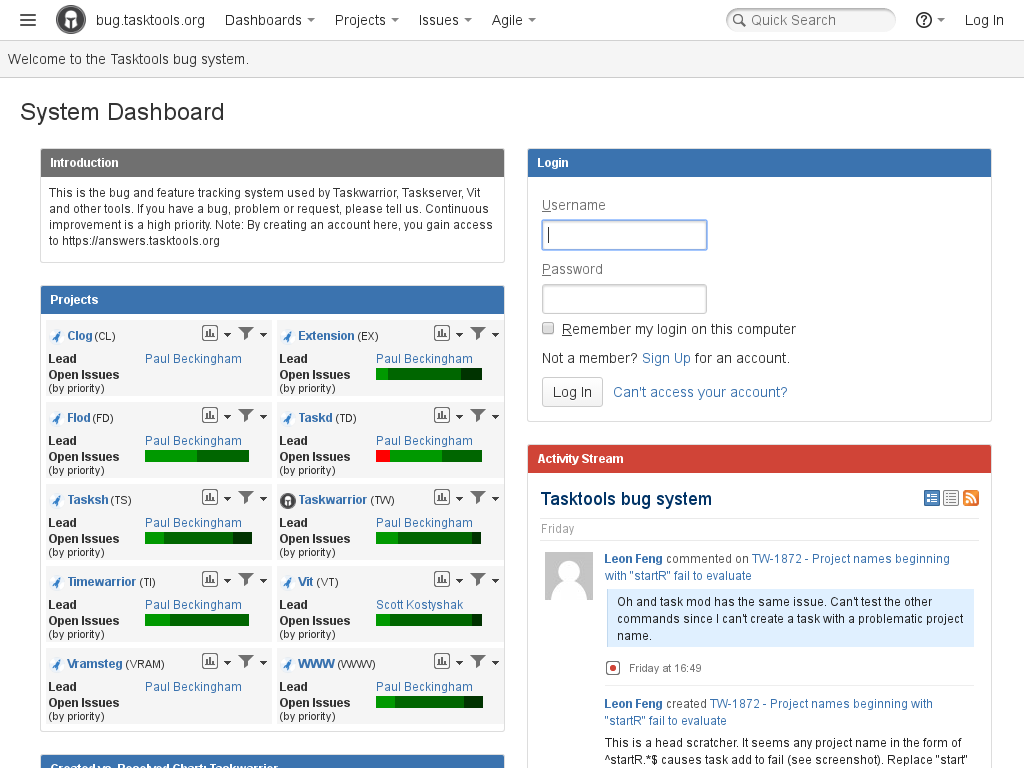 bug.tasktools.org Dashboards Projects Issues Agile Quick Search Log In
Welcome to the Tasktools bug system.
System Dashboard
Introduction
This is the bug and feature tracking system used by Taskwarrior, Taskserver, Vit
and other tools. If you have a bug, problem or request, please tell us. Continuous
improvement is a high priority. Note: By creating an account here, you gain access
to https://answers.tasktools.org
Projects
Clog (CL)
Lead Paul Beckingham
Open Issues
(by priority)
Extension (EX)
Lead Paul Beckingham
Open Issues
(by priority)
Flod (FD)
Lead Paul Beckingham
Open Issues
(by priority)
Taskd (TD)
Lead Paul Beckingham
Open Issues
(by priority)
Tasksh (TS)
Lead Paul Beckingham
Open Issues
(by priority)
Taskwarrior (TW)
Lead Paul Beckingham
Open Issues
(by priority)
Timewarrior (TI)
Lead Paul Beckingham
Open Issues
(by priority)
Vit (VT)
Lead Scott Kostyshak
Open Issues
(by priority)
Vramsteg (VRAM)
Lead Paul Beckingham
Open Issues
(by priority)
WWW (WWW)
Lead Paul Beckingham
Open Issues
(by priority)
Created vs. Resolved Chart: Taskwarrior
Login
Username
Password
Remember my login on this computer
Not a member? Sign Up for an account.
Log In Can't access your account?
Activity Stream
Tasktools bug system
Friday
Leon Feng commented on TW-1872 - Project names beginning
with "startR" fail to evaluate
Oh and task mod has the same issue. Can't test the other
commands since I can't create a task with a problematic project
name.
Friday at 16:49
Leon Feng created TW-1872 - Project names beginning with
"startR" fail to evaluate
This is a head scratcher. It seems any project name in the form of
^startR.*$ causes task add to fail (see screenshot). Replace "start"